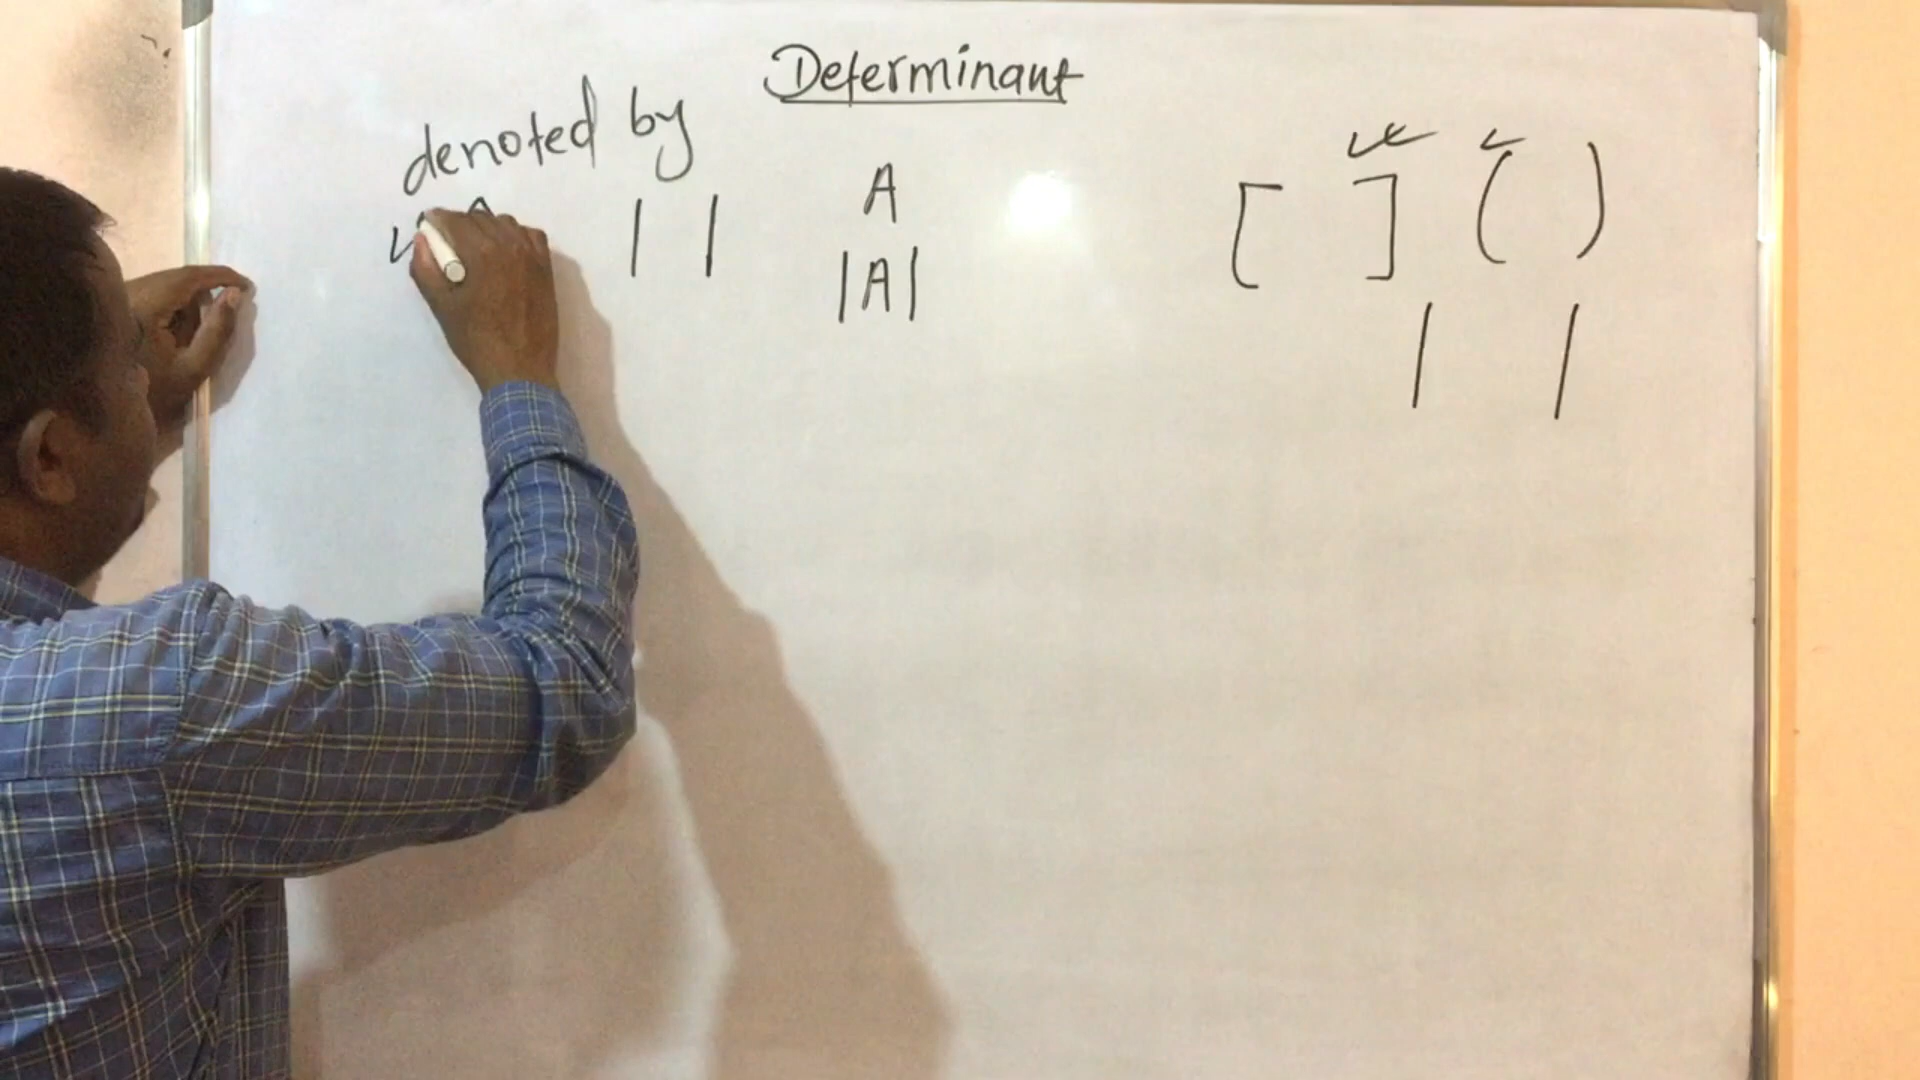 Determinant
denoted by
| | A [ ] ( )
|A| | |